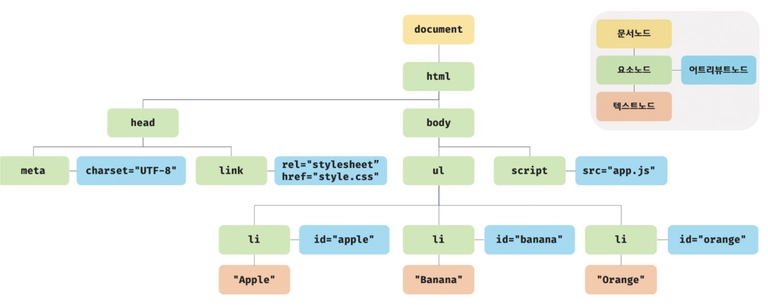 document
문서노드
html
요소노드
어트리뷰트노드
텍스트노드
head
body
meta
charset="UTF-8"
link
rel="stylesheet"
href="style.css"
ul
script
src="app.js"
li
id="apple"
li
id="banana"
li
id="orange"
"Apple"
"Banana"
"Orange"